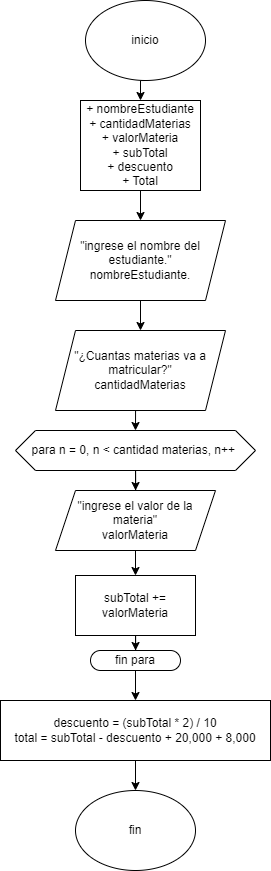 inicio
+ nombreEstudiante
+ cantidadMaterias
+ valorMateria
+ subTotal
+ descuento
+ Total
"ingrese el nombre del
estudiante."
nombreEstudiante.
"¿Cuantas materias va a
matricular?"
cantidadMaterias
para n = 0, n < cantidad materias, n++
"ingrese el valor de la
materia"
valorMateria
subTotal +=
valorMateria
fin para
descuento = (subTotal * 2) / 10
total = subTotal - descuento + 20,000 + 8,000
fin